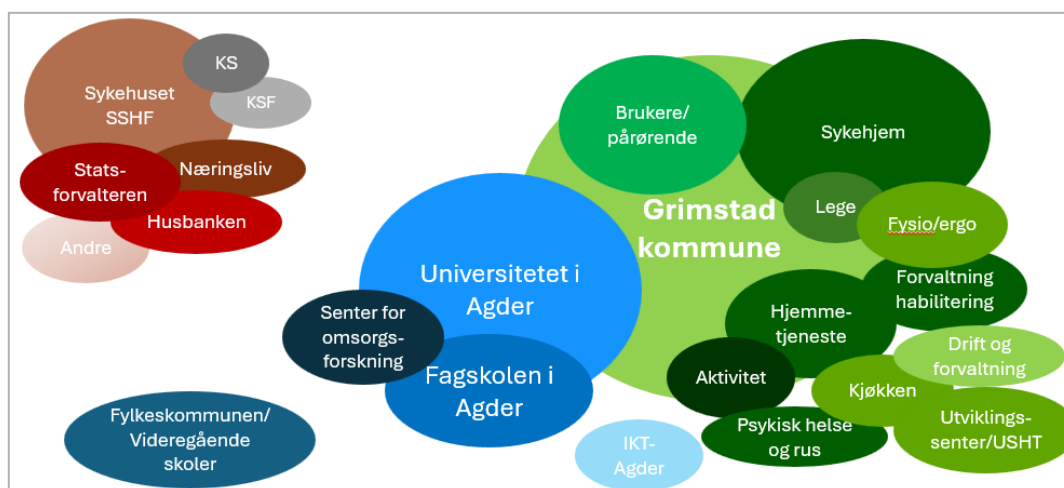 Sykehuset
SSHF
KS
KSF
Stats-
forvalteren
Næringsliv
Husbanken
Andre
Brukere/
pårørende
Sykehjem
Grimstad
kommune
Lege
Fysio/ergo
Forvaltning
habilitering
Universitetet i
Agder
Senter for
omsorgs-
forskning
Fagskolen i
Agder
Hjemme-
tjeneste
Drift og
forvaltning
Aktivitet
Kjøkken
Psykisk helse
og rus
Utviklings-
senter/USHT
Fylkeskommunen/
Videregående
skoler
IKT-
Agder